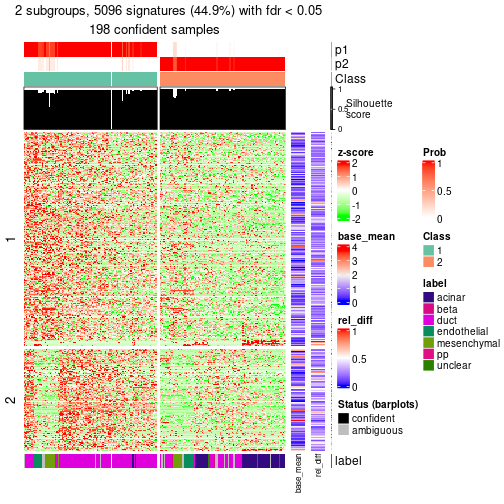 2 subgroups, 5096 signatures (44.9%) with fdr < 0.05
198 confident samples
p1
p2
Class
1
0.5
0
Silhouette
score
1
2
z-score
2
1
0
-1
-2
Prob
1
0.5
0
base_mean
4
3
2
1
0
Class
1
2
rel_diff
1
0.5
0
label
acinar
beta
duct
endothelial
mesenchymal
pp
unclear
Status (barplots)
confident
ambiguous
label
base_mean
rel_diff